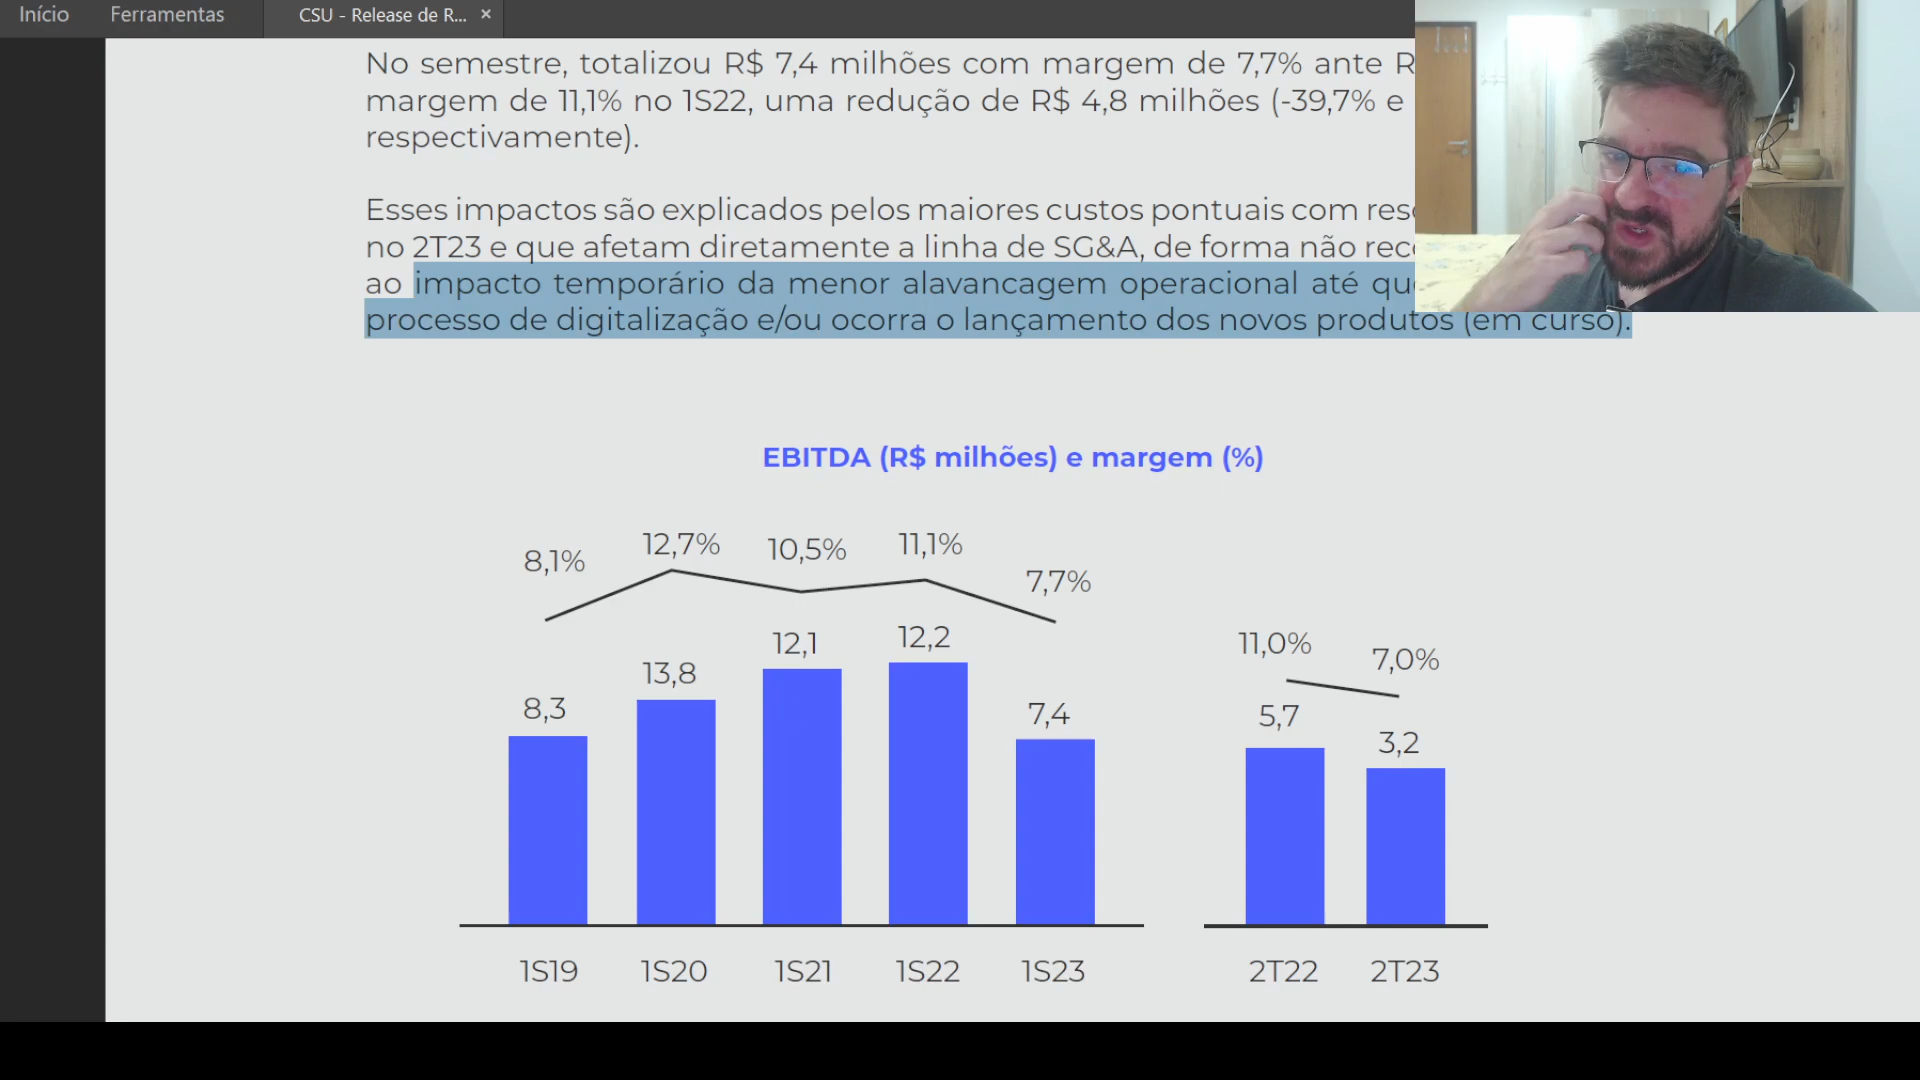 Início Ferramentas CSU - Release de R... ×
No semestre, totalizou R$ 7,4 milhões com margem de 7,7% ante R
margem de 11,1% no 1S22, uma redução de R$ 4,8 milhões (-39,7% e
respectivamente).
Esses impactos são explicados pelos maiores custos pontuais com
no 2T23 e que afetam diretamente a linha de SG&A, de forma não
ao impacto temporário da menor alavancagem operacional até
processo de digitalização e/ou ocorra o lançamento dos novos produtos (em curso).
EBITDA (R$ milhões) e margem (%)
8,1% 12,7% 10,5% 11,1% 7,7%
8,3 13,8 12,1 12,2 7,4
1S19 1S20 1S21 1S22 1S23
11,0% 7,0%
5,7 3,2
2T22 2T23